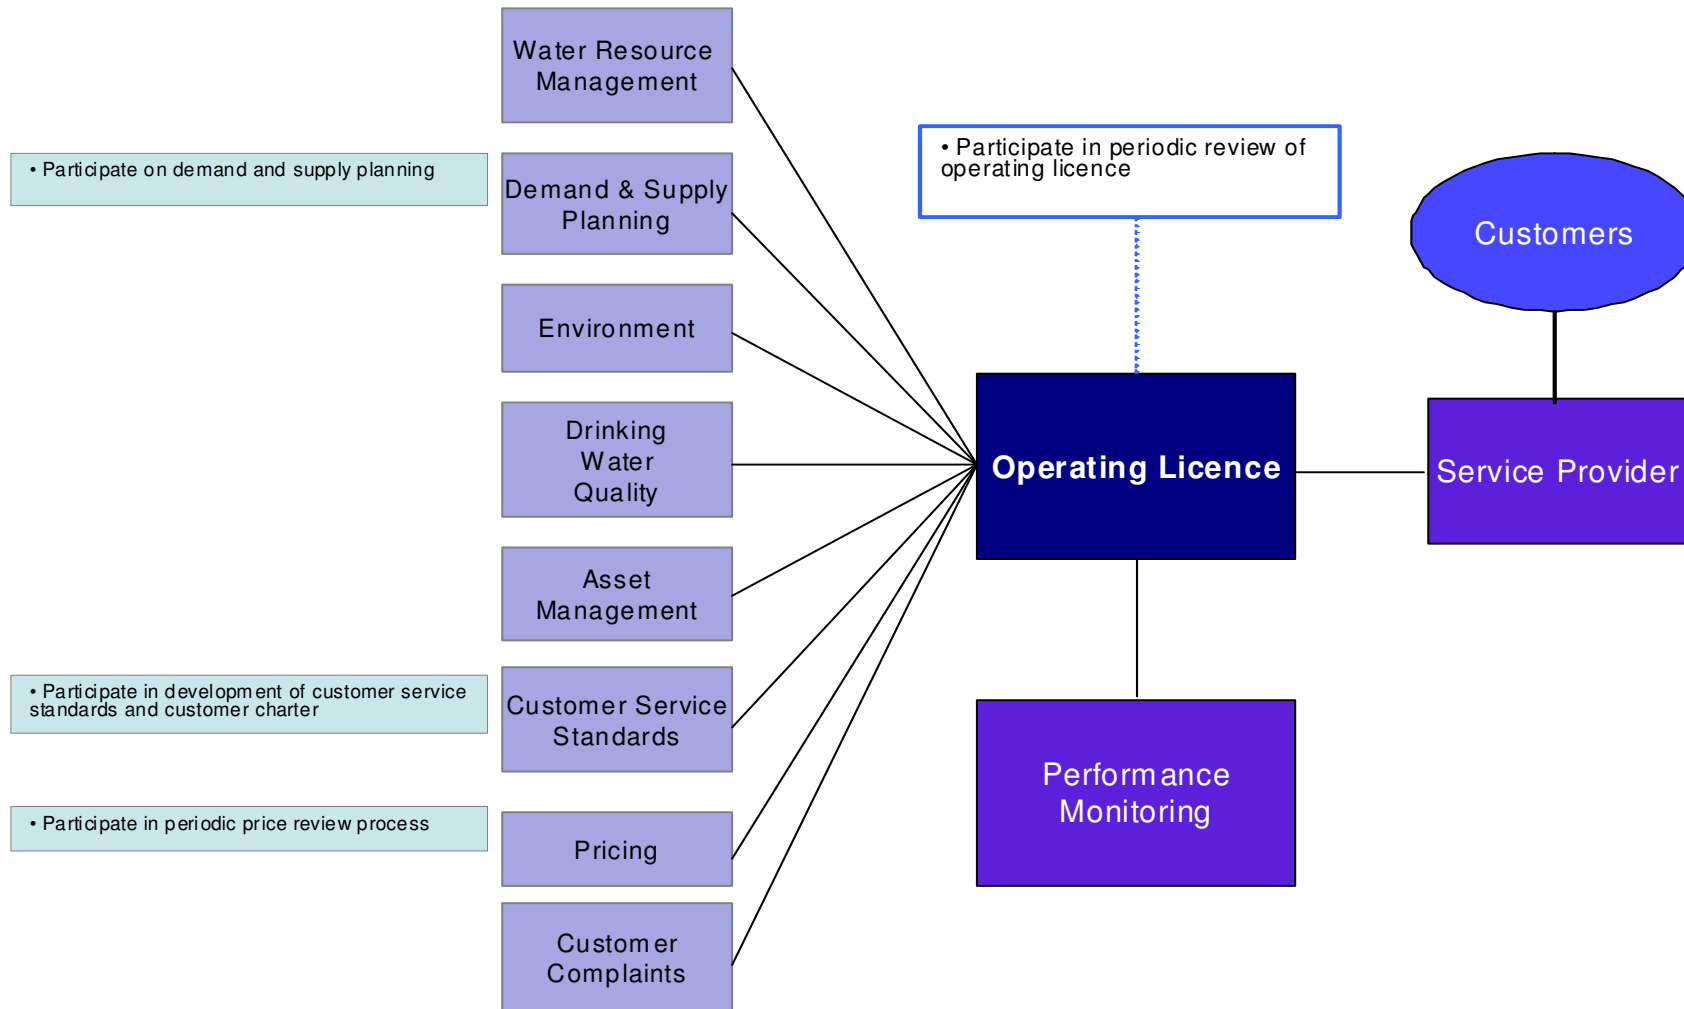 Water Resource
Management
• Participate on demand and supply planning
Demand & Supply
Planning
Environment
Drinking
Water
Quality
Asset
Management
• Participate in development of customer service
standards and customer charter
Customer Service
Standards
• Participate in periodic price review process
Pricing
Customer
Complaints
• Participate in periodic review of
operating licence
Operating Licence
Performance
Monitoring
Customers
Service Provider